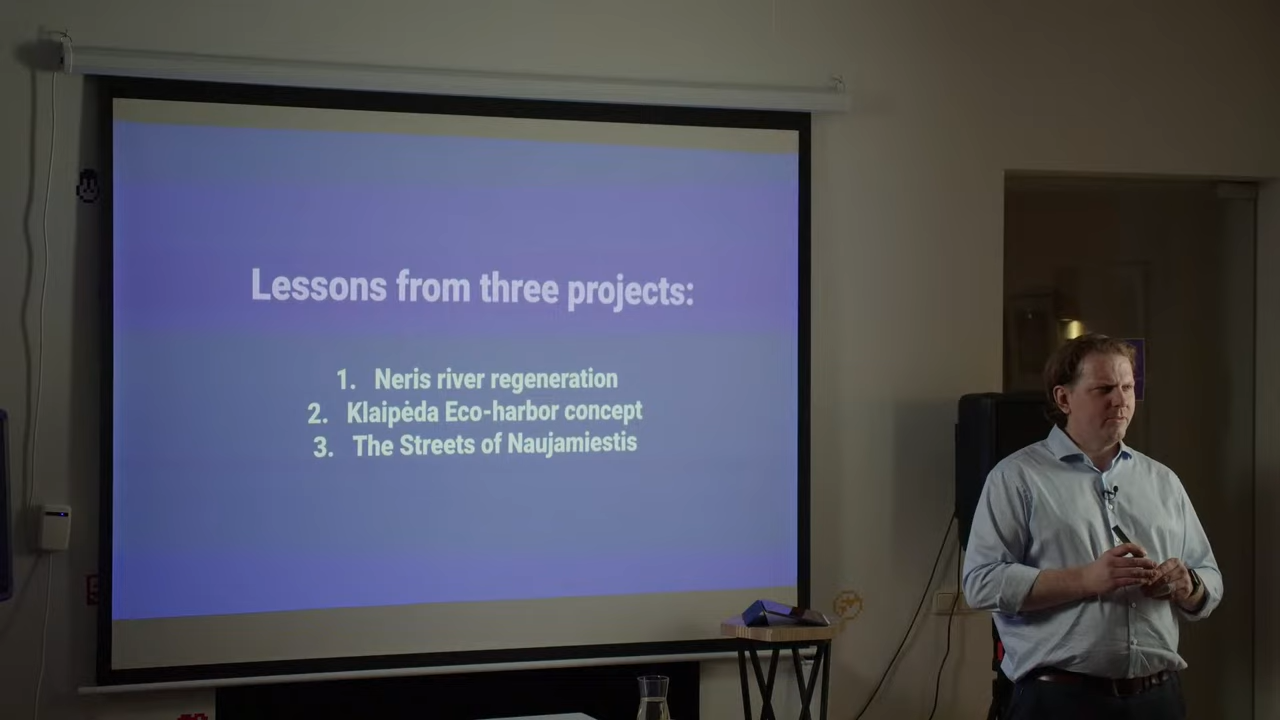 Lessons from three projects:
1. Neris river regeneration
2. Klaipėda Eco-harbor concept
3. The Streets of Naujamiestis